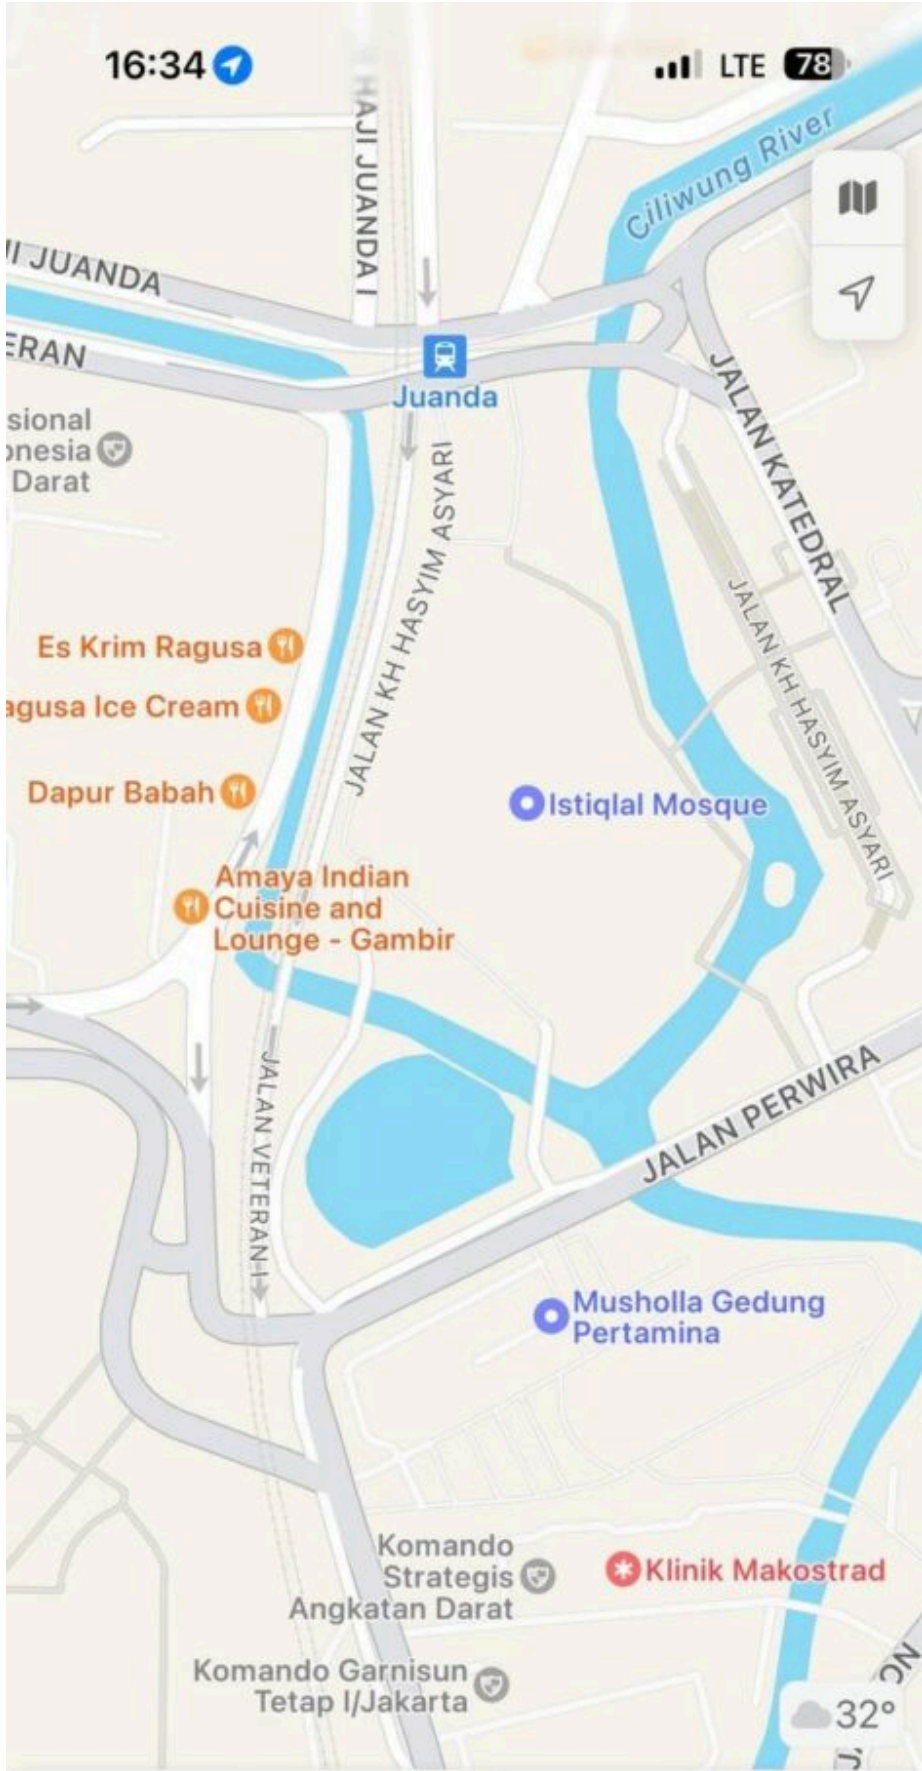 16:34
LTE
78
HAJI JUANDA I
Ciliwung River
JUANDA
ERAN
Juanda
JALAN KATEDRAL
sional
onesia
Darat
JALAN KH HASYIM ASYARI
JALAN KH HASYIM ASYARI
Es Krim Ragusa
agusa Ice Cream
Dapur Babah
Istiqlal Mosque
Amaya Indian
Cuisine and
Lounge - Gambir
JALAN VETERAN I
JALAN PERWIRA
Musholla Gedung
Pertamina
Komando
Strategis
Angkatan Darat
Klinik Makostrad
Komando Garnisun
Tetap I/Jakarta
32°